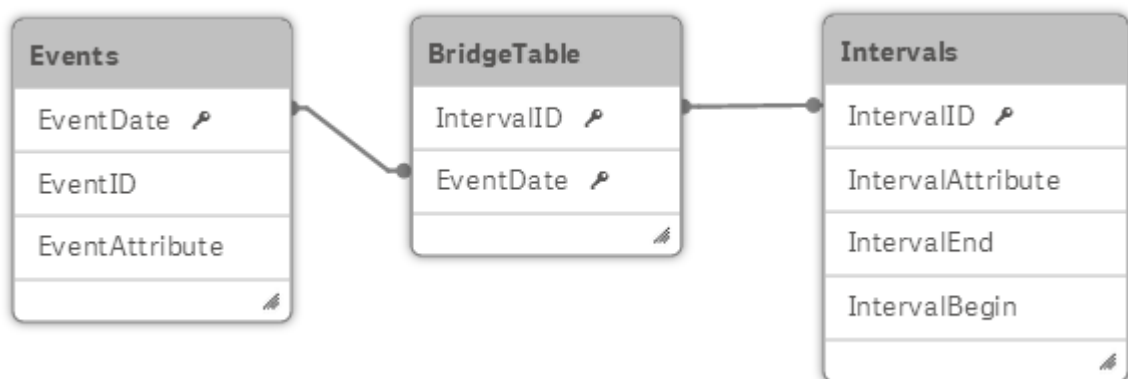 Events
EventDate
EventID
EventAttribute
BridgeTable
IntervalID
EventDate
Intervals
IntervalID
IntervalAttribute
IntervalEnd
IntervalBegin